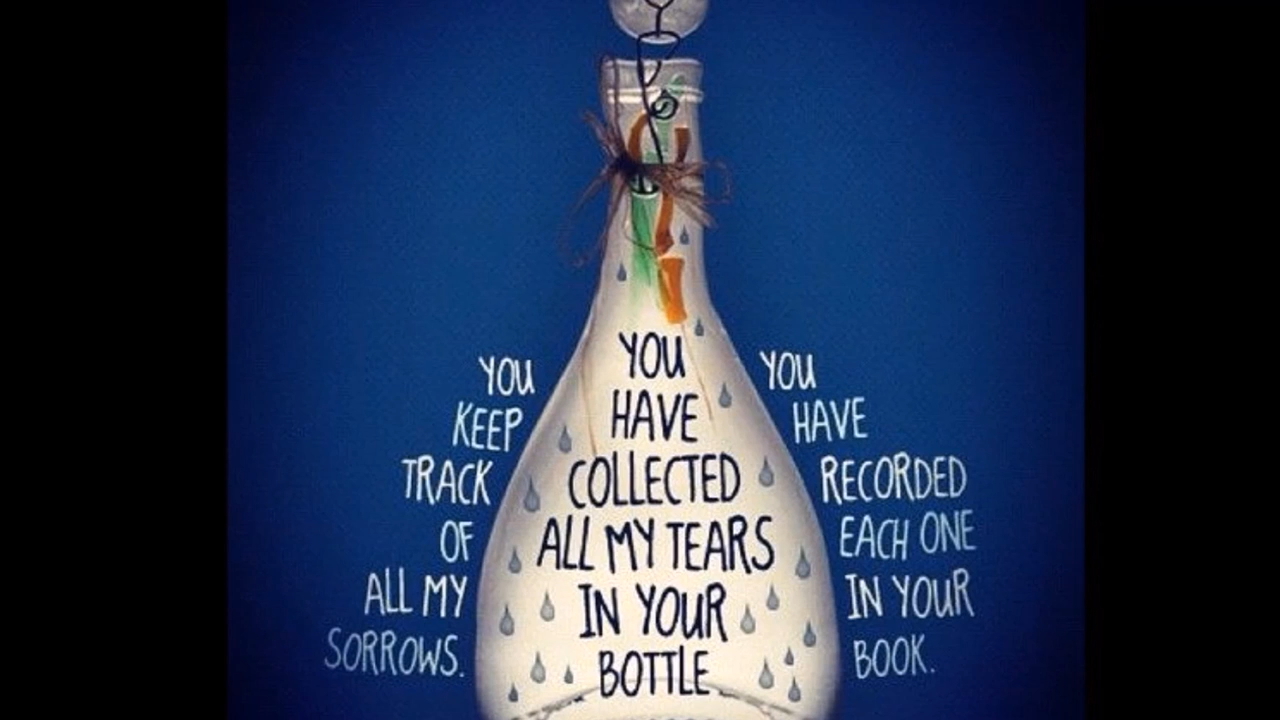 YOU
KEEP
TRACK
OF
ALL MY
SORROWS.
YOU
HAVE
COLLECTED
ALL MY TEARS
IN YOUR
BOTTLE
YOU
HAVE
RECORDED
EACH ONE
IN YOUR
BOOK.